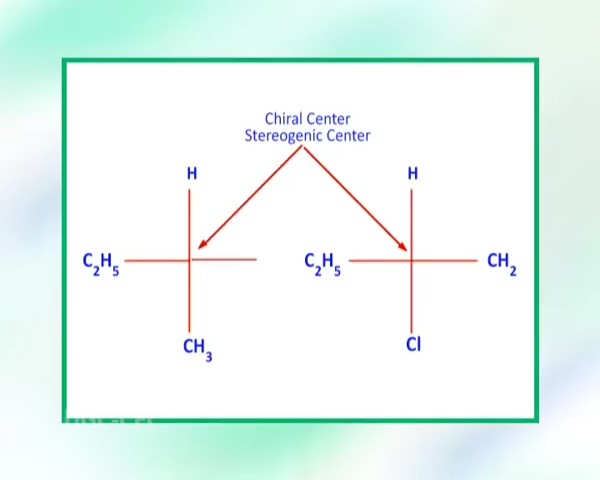 Chiral Center
Stereogenic Center
H H
C₂H₅ C₂H₅ CH₂
CH₃ Cl